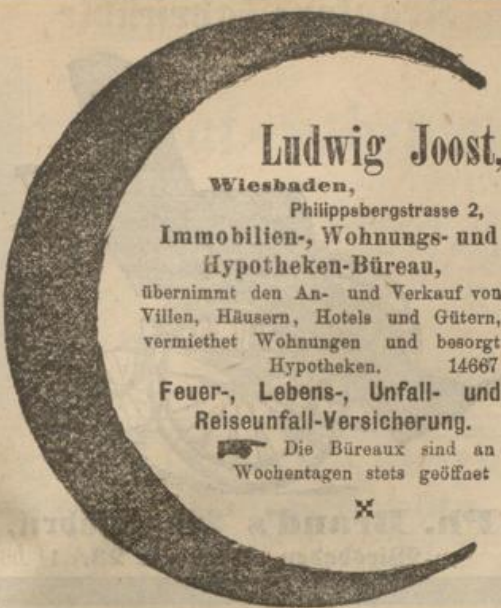 Ludwig Joost,
Wiesbaden,
Philippsbergstrasse 2,
Immobilien-, Wohnungs- und
Hypotheken-Büreau,
übernimmt den An- und Verkauf von
Villen, Häusern, Hotels und Gütern,
vermiethet Wohnungen und besorgt
Hypotheken. 14667
Feuer-, Lebens-, Unfall- und
Reiseunfall-Versicherung.
Die Büreaux sind an
Wochentagen stets geöffnet